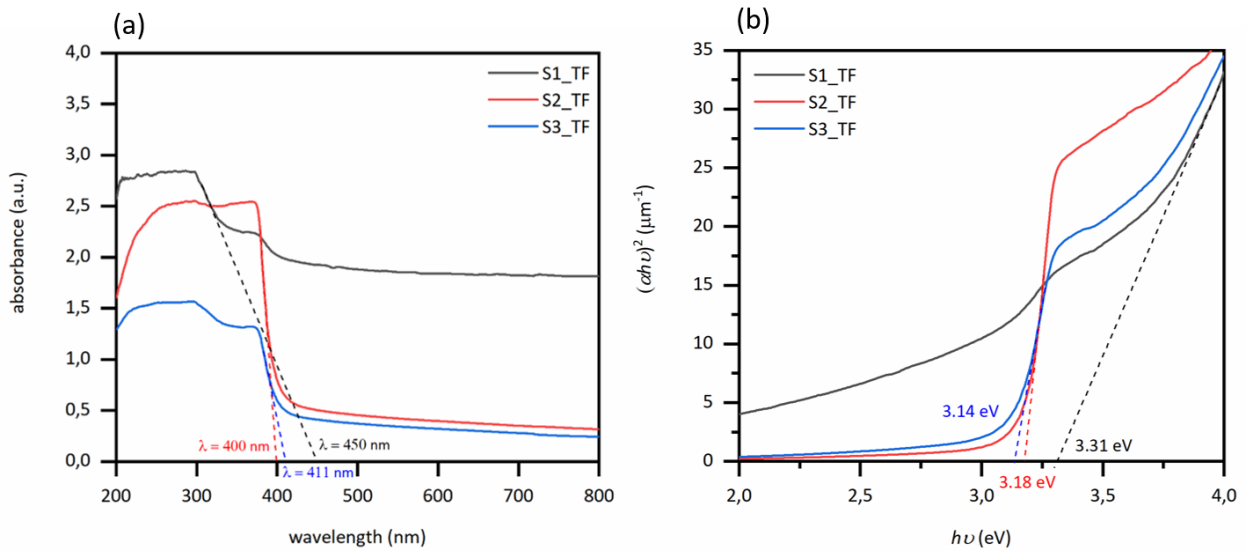 (a)
4,0
3,5
3,0
2,5
2,0
1,5
1,0
0,5
0,0
absorbance (a.u.)
S1_TF
S2_TF
S3_TF
λ = 400 nm
λ = 450 nm
λ = 411 nm
200 300 400 500 600 700 800
wavelength (nm)
(b)
35
30
25
20
15
10
5
0
(αhυ)² (μm⁻¹)
S1_TF
S2_TF
S3_TF
3.14 eV
3.31 eV
3.18 eV
2,0 2,5 3,0 3,5 4,0
hυ (eV)